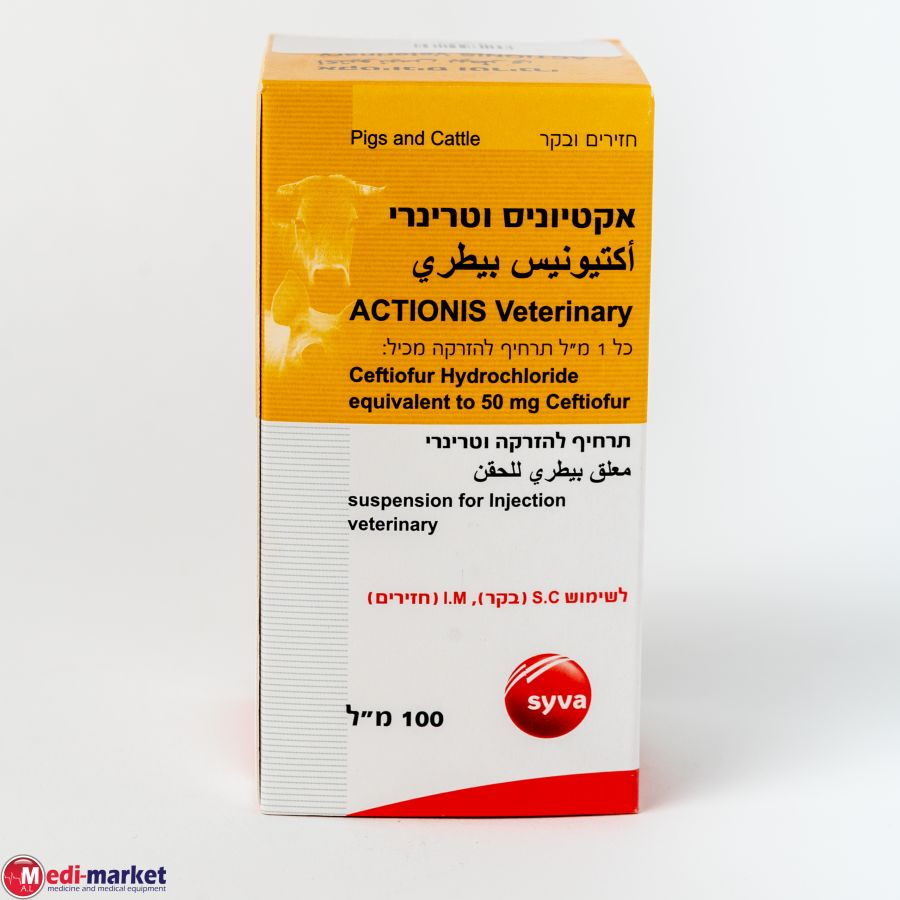 Pigs and Cattle חזירים ובקר
אקטיוניס וטרינרי
أكتيونيس بيطري
ACTIONIS Veterinary
כל 1 מ"ל תרחיף להזרקה מכיל:
Ceftiofur Hydrochloride
equivalent to 50 mg Ceftiofur
תרחיף להזרקה וטרינרי
معلق بيطري للحقن
suspension for Injection
veterinary
לשימוש S.C (בקר), I.M (חזירים)
syva
100 מ"ל
Medi-market
A.L
medicine and medical equipment